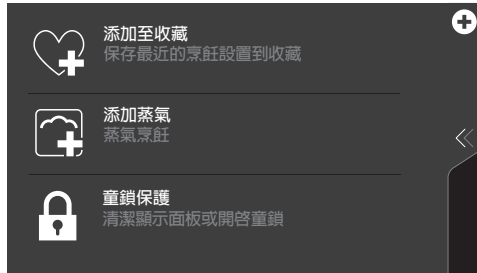 添加至收藏
保存最近的烹飪設置到收藏
添加蒸氣
蒸氣烹飪
童鎖保護
清潔顯示面板或開啓童鎖